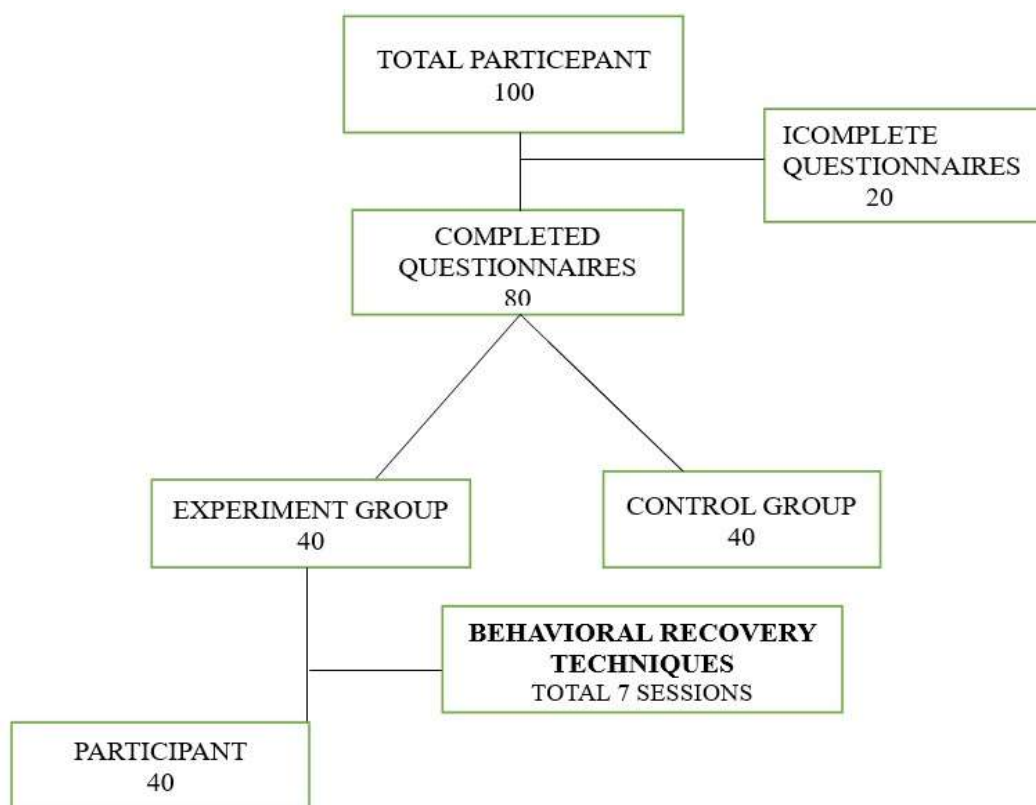 TOTAL PARTICEPANT
100
ICOMPLETE
QUESTIONNAIRES
20
COMPLETED
QUESTIONNAIRES
80
EXPERIMENT GROUP
40
CONTROL GROUP
40
BEHAVIORAL RECOVERY
TECHNIQUES
TOTAL 7 SESSIONS
PARTICIPANT
40